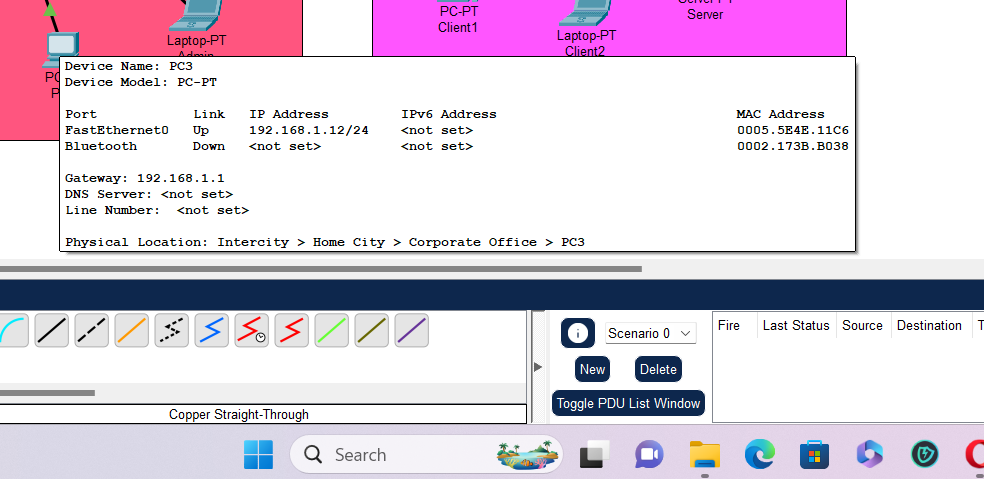 Laptop-PT
Admin
PC-PT
Client1
Laptop-PT
Client2
Server
PC
P
Device Name: PC3
Device Model: PC-PT
Port Link IP Address IPv6 Address MAC Address
FastEthernet0 Up 192.168.1.12/24 <not set> 0005.5E4E.11C6
Bluetooth Down <not set> <not set> 0002.173B.B038
Gateway: 192.168.1.1
DNS Server: <not set>
Line Number: <not set>
Physical Location: Intercity > Home City > Corporate Office > PC3
Scenario 0
Fire Last Status Source Destination T
New Delete
Toggle PDU List Window
Copper Straight-Through
Search